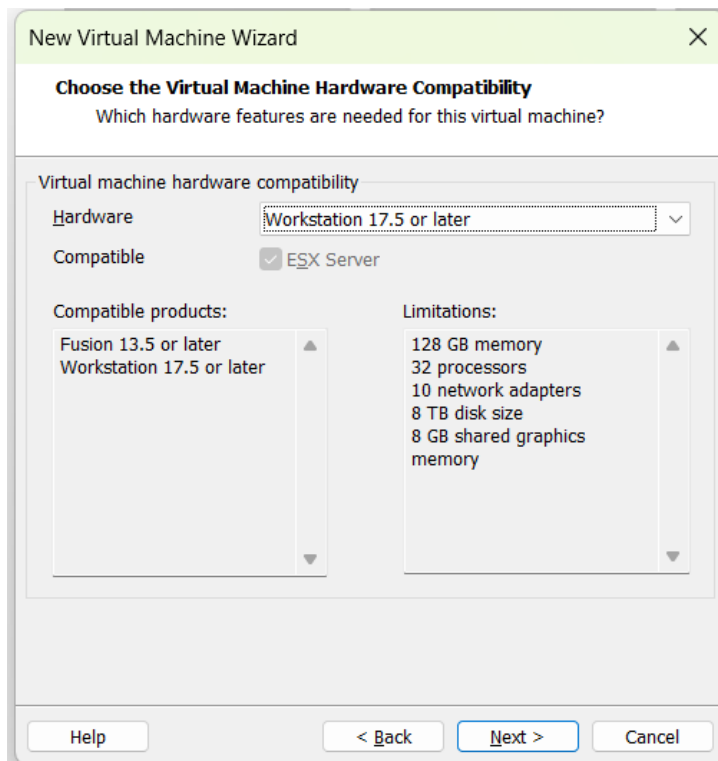 New Virtual Machine Wizard
Choose the Virtual Machine Hardware Compatibility
Which hardware features are needed for this virtual machine?
Virtual machine hardware compatibility
Hardware
Workstation 17.5 or later
Compatible
ESX Server
Compatible products:
Fusion 13.5 or later
Workstation 17.5 or later
Limitations:
128 GB memory
32 processors
10 network adapters
8 TB disk size
8 GB shared graphics
memory
Help
< Back
Next >
Cancel